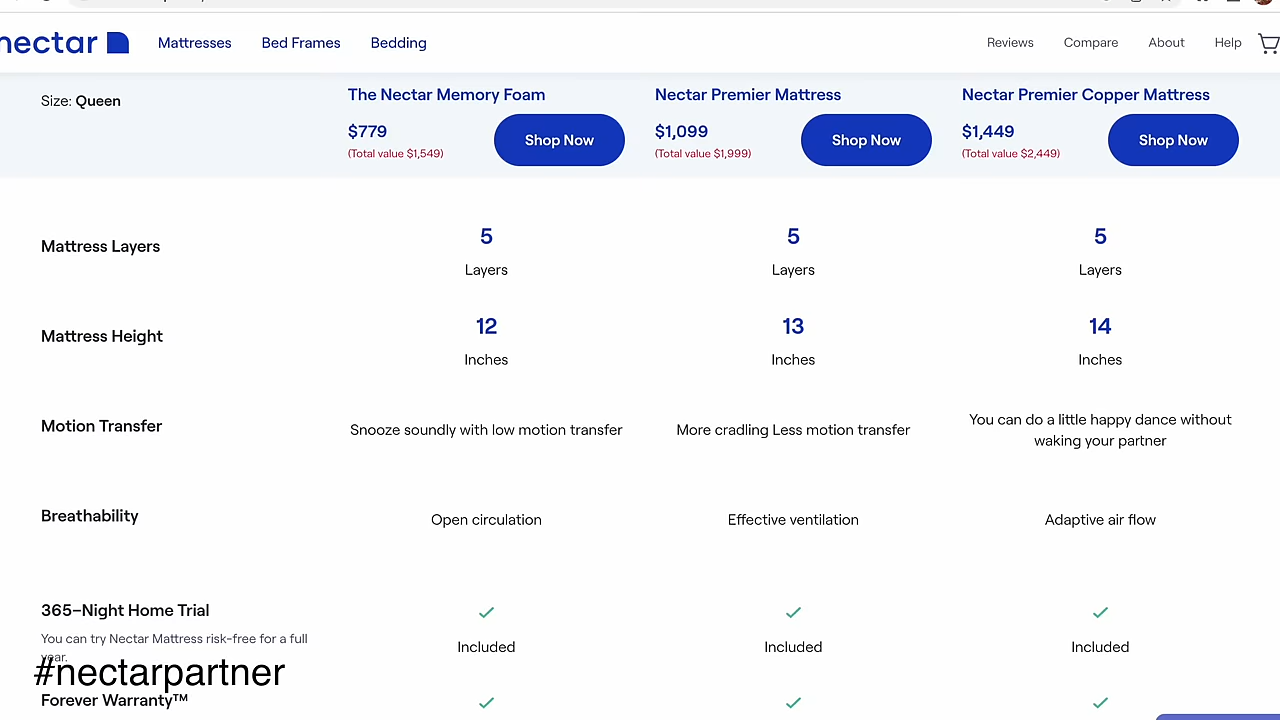 nectar
Mattresses
Bed Frames
Bedding
Reviews
Compare
About
Help
Size: Queen
The Nectar Memory Foam
$779
(Total value $1,549)
Shop Now
Nectar Premier Mattress
$1,099
(Total value $1,999)
Shop Now
Nectar Premier Copper Mattress
$1,449
(Total value $2,449)
Shop Now
Mattress Layers
5
Layers
5
Layers
5
Layers
Mattress Height
12
Inches
13
Inches
14
Inches
Motion Transfer
Snooze soundly with low motion transfer
More cradling Less motion transfer
You can do a little happy dance without
waking your partner
Breathability
Open circulation
Effective ventilation
Adaptive air flow
365–Night Home Trial
You can try Nectar Mattress risk-free for a full
year.
Included
Included
Included
#nectarpartner
Forever Warranty™